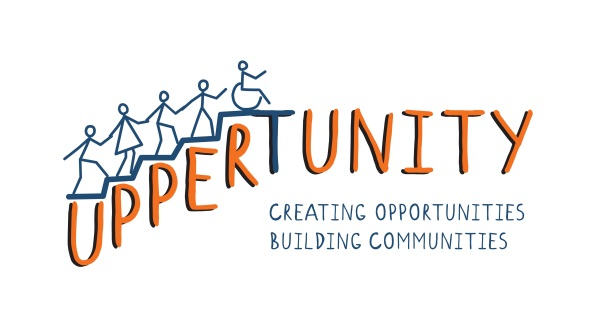 UPPERTUNITY
CREATING OPPORTUNITIES
BUILDING COMMUNITIES